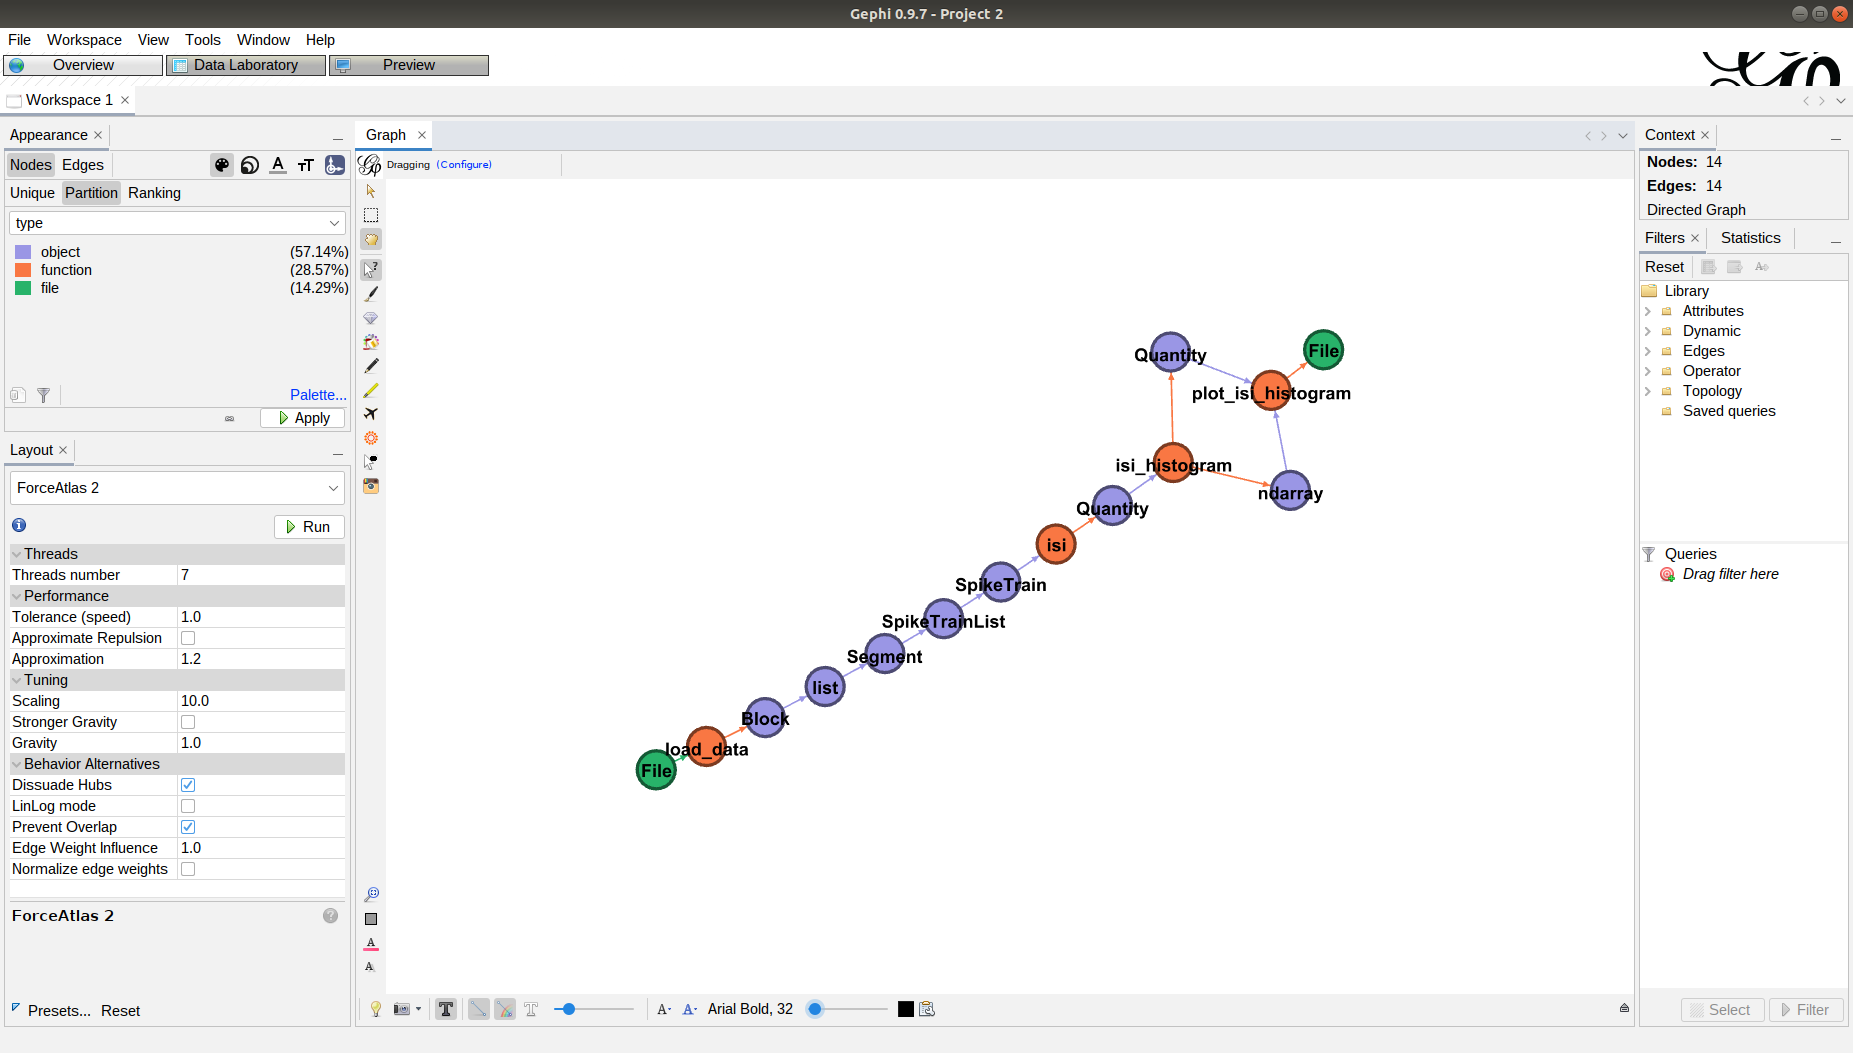 Gephi 0.9.7 - Project 2
File Workspace View Tools Window Help
Overview Data Laboratory Preview
Workspace 1
Appearance
Nodes Edges
Unique Partition Ranking
type
object (57.14%)
function (28.57%)
file (14.29%)
Palette...
Apply
Layout
ForceAtlas 2
Run
Threads
Threads number 7
Performance
Tolerance (speed) 1.0
Approximate Repulsion
Approximation 1.2
Tuning
Scaling 10.0
Stronger Gravity
Gravity 1.0
Behavior Alternatives
Dissuade Hubs
LinLog mode
Prevent Overlap
Edge Weight Influence 1.0
Normalize edge weights
ForceAtlas 2
Presets... Reset
Graph
Dragging (Configure)
Quantity
File
plot_isi_histogram
isi_histogram
ndarray
Quantity
isi
SpikeTrain
SpikeTrainList
Segment
list
Block
load_data
File
Arial Bold, 32
Context
Nodes: 14
Edges: 14
Directed Graph
Filters Statistics
Reset
Library
Attributes
Dynamic
Edges
Operator
Topology
Saved queries
Queries
Drag filter here
Select Filter